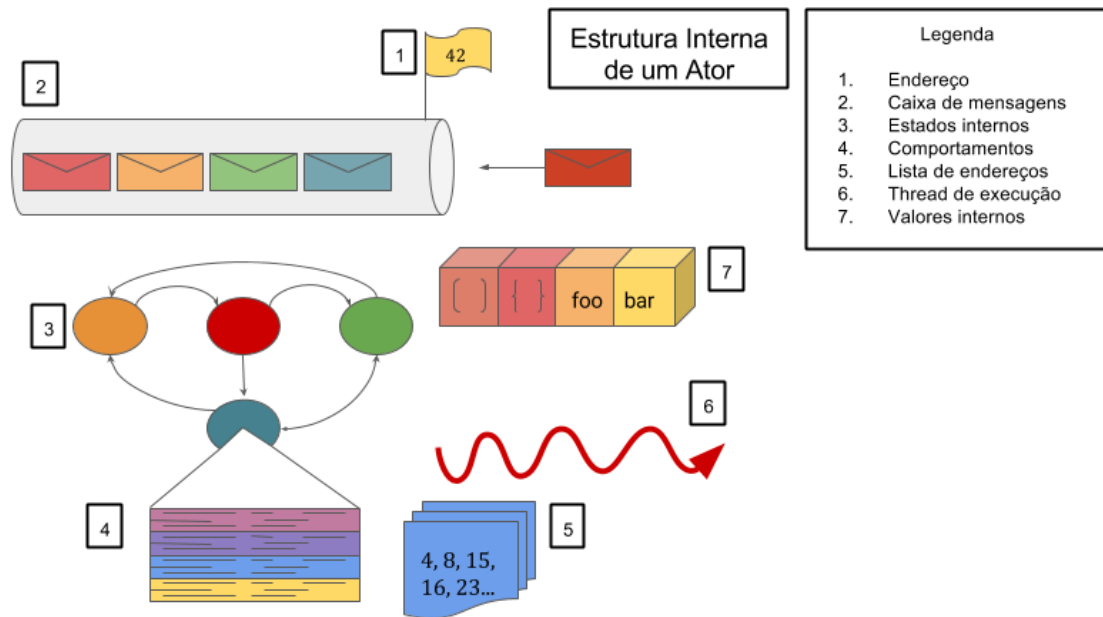 1
42
Estrutura Interna
de um Ator
2
Legenda
1. Endereço
2. Caixa de mensagens
3. Estados internos
4. Comportamentos
5. Lista de endereços
6. Thread de execução
7. Valores internos
7
[ ] { } foo bar
3
6
4
5
4, 8, 15,
16, 23...